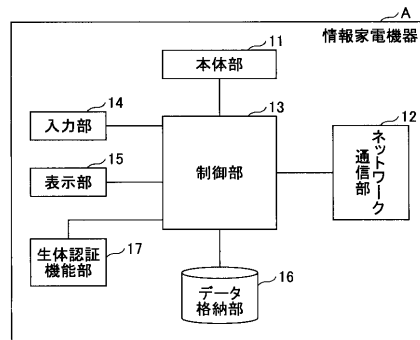 A
情報家電機器
11
本体部
14
入力部
13
制御部
12
ネットワーク
通信部
15
表示部
17
生体認証
機能部
16
データ
格納部